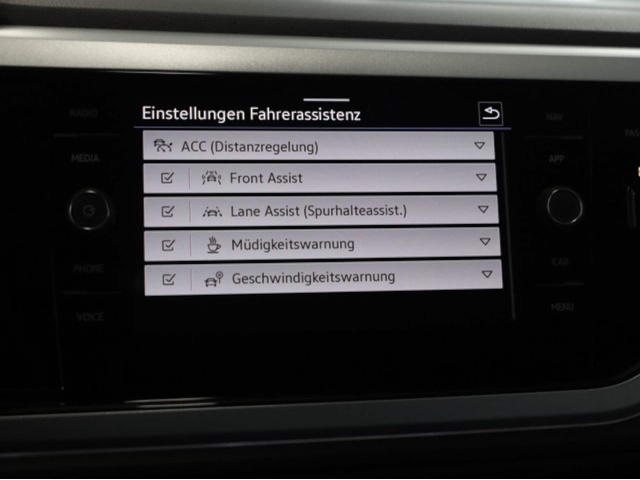 Einstellungen Fahrerassistenz
ACC (Distanzregelung)
Front Assist
Lane Assist (Spurhalteassist.)
Müdigkeitswarnung
Geschwindigkeitswarnung
RADIO
MEDIA
PHONE
VOICE
NAV
APP
CAR
MENU